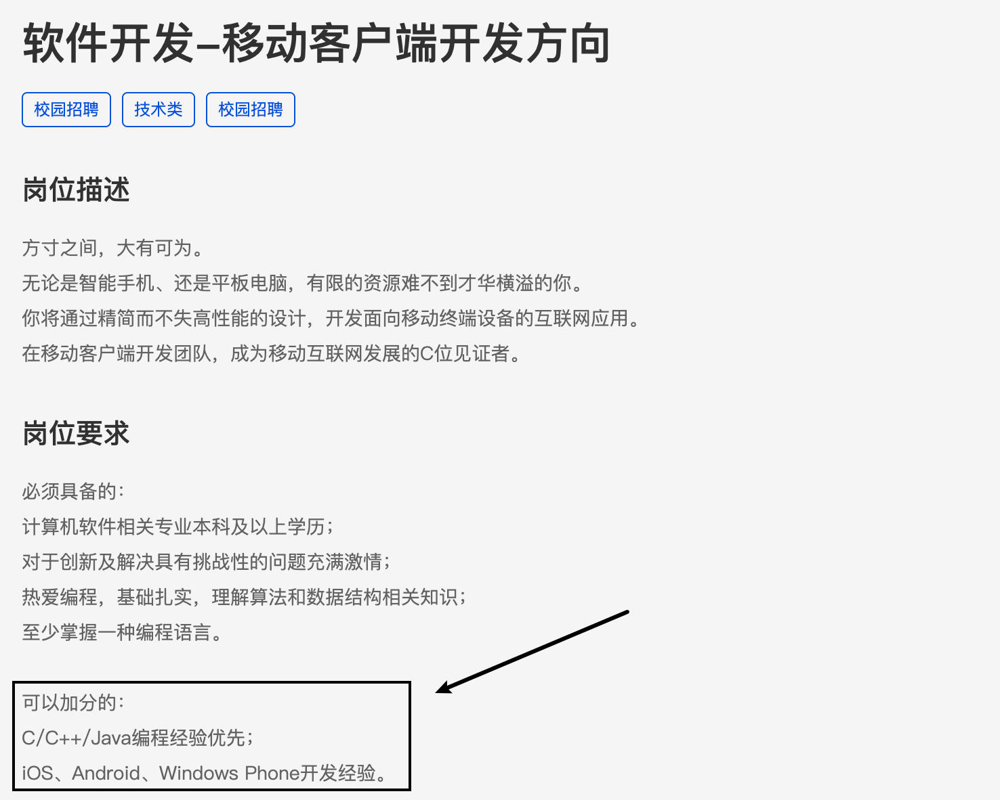 软件开发-移动客户端开发方向
校园招聘 技术类 校园招聘
岗位描述
方寸之间，大有可为。
无论是智能手机、还是平板电脑，有限的资源难不到才华横溢的你。
你将通过精简而不失高性能的设计，开发面向移动终端设备的互联网应用。
在移动客户端开发团队，成为移动互联网发展的C位见证者。
岗位要求
必须具备的：
计算机软件相关专业本科及以上学历；
对于创新及解决具有挑战性的问题充满激情；
热爱编程，基础扎实，理解算法和数据结构相关知识；
至少掌握一种编程语言。
可以加分的：
C/C++/Java编程经验优先；
iOS、Android、Windows Phone开发经验。